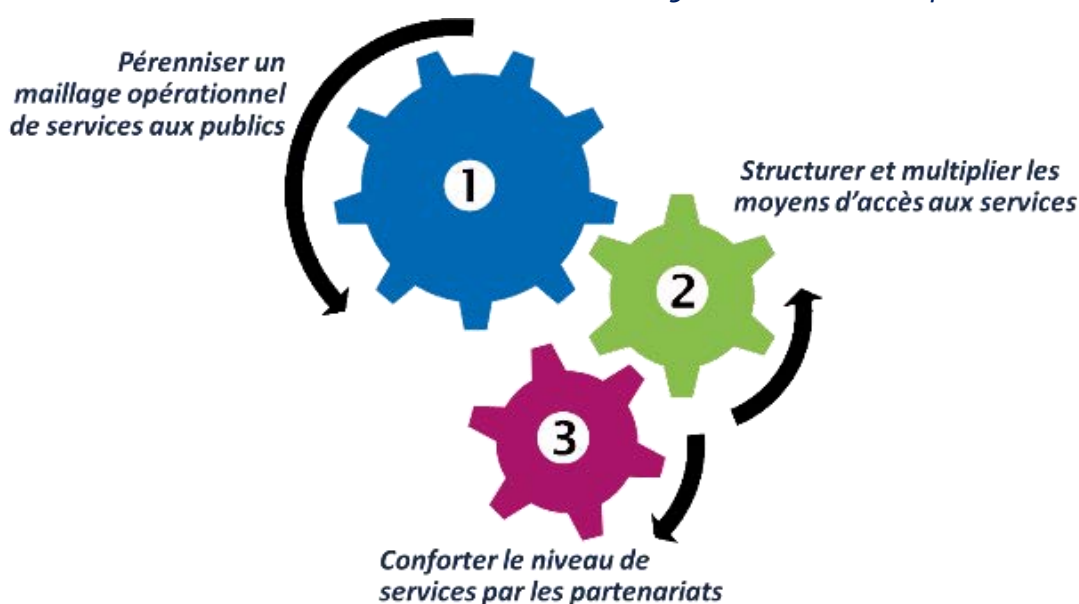 Pérenniser un
maillage opérationnel
de services aux publics
1
Structurer et multiplier les
moyens d'accès aux services
2
3
Conforter le niveau de
services par les partenariats